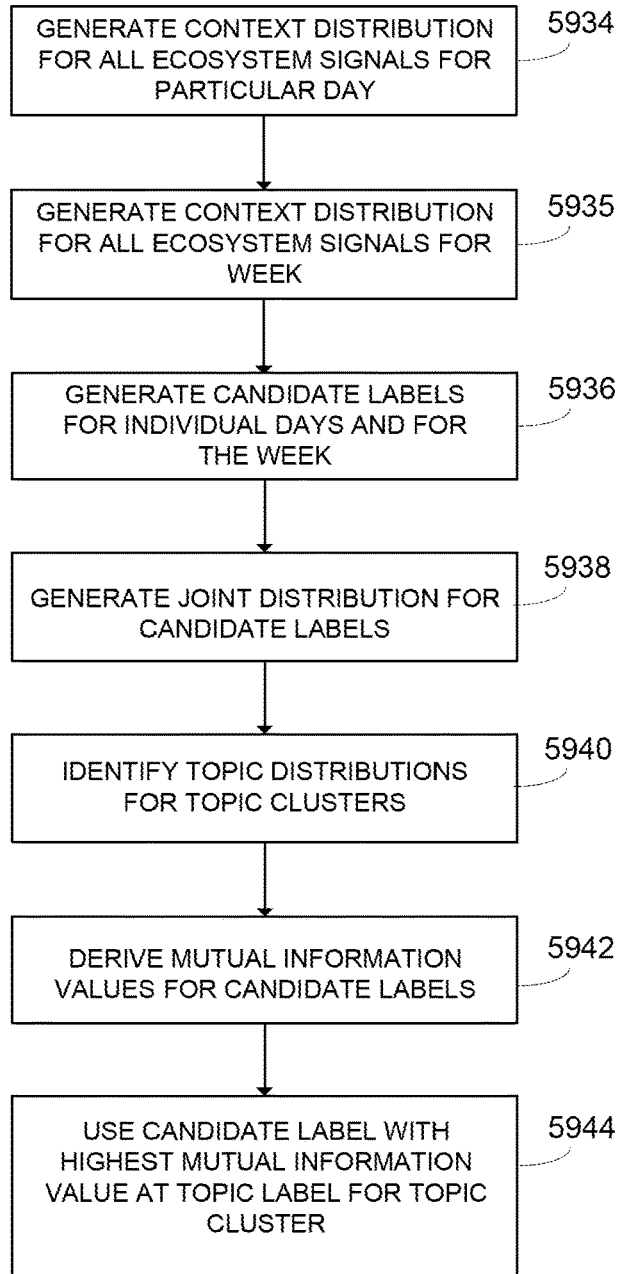 GENERATE CONTEXT DISTRIBUTION
FOR ALL ECOSYSTEM SIGNALS FOR
PARTICULAR DAY
5934
GENERATE CONTEXT DISTRIBUTION
FOR ALL ECOSYSTEM SIGNALS FOR
WEEK
5935
GENERATE CANDIDATE LABELS
FOR INDIVIDUAL DAYS AND FOR
THE WEEK
5936
GENERATE JOINT DISTRIBUTION FOR
CANDIDATE LABELS
5938
IDENTIFY TOPIC DISTRIBUTIONS
FOR TOPIC CLUSTERS
5940
DERIVE MUTUAL INFORMATION
VALUES FOR CANDIDATE LABELS
5942
USE CANDIDATE LABEL WITH
HIGHEST MUTUAL INFORMATION
VALUE AT TOPIC LABEL FOR TOPIC
CLUSTER
5944